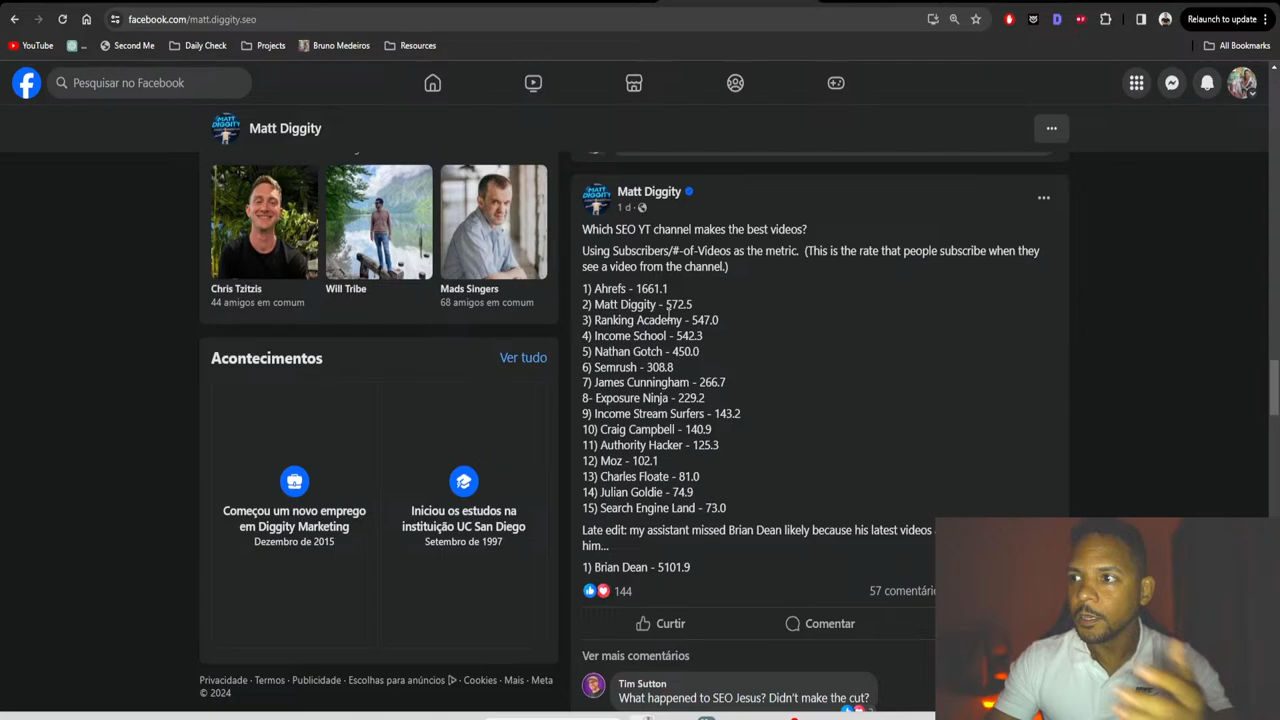 facebook.com/matt.diggity.seo
Relaunch to update
YouTube
Second Me
Daily Check
Projects
Bruno Medeiros
Resources
All Bookmarks
Pesquisar no Facebook
Matt Diggity
Chris Tzitzis
44 amigos em comum
Will Tribe
Mads Singers
68 amigos em comum
Acontecimentos
Ver tudo
Começou um novo emprego
em Diggity Marketing
Dezembro de 2015
Iniciou os estudos na
instituição UC San Diego
Setembro de 1997
Privacidade · Termos · Publicidade · Escolhas para anúncios · Cookies · Mais · Meta
© 2024
Matt Diggity
1 d ·
Which SEO YT channel makes the best videos?
Using Subscribers/#-of-Videos as the metric. (This is the rate that people subscribe when they
see a video from the channel.)
1) Ahrefs - 1661.1
2) Matt Diggity - 572.5
3) Ranking Academy - 547.0
4) Income School - 542.3
5) Nathan Gotch - 450.0
6) Semrush - 308.8
7) James Cunningham - 266.7
8- Exposure Ninja - 229.2
9) Income Stream Surfers - 143.2
10) Craig Campbell - 140.9
11) Authority Hacker - 125.3
12) Moz - 102.1
13) Charles Floate - 81.0
14) Julian Goldie - 74.9
15) Search Engine Land - 73.0
Late edit: my assistant missed Brian Dean likely because his latest videos
him...
1) Brian Dean - 5101.9
144
57 comentári
Curtir
Comentar
Ver mais comentários
Tim Sutton
What happened to SEO Jesus? Didn't make the cut?